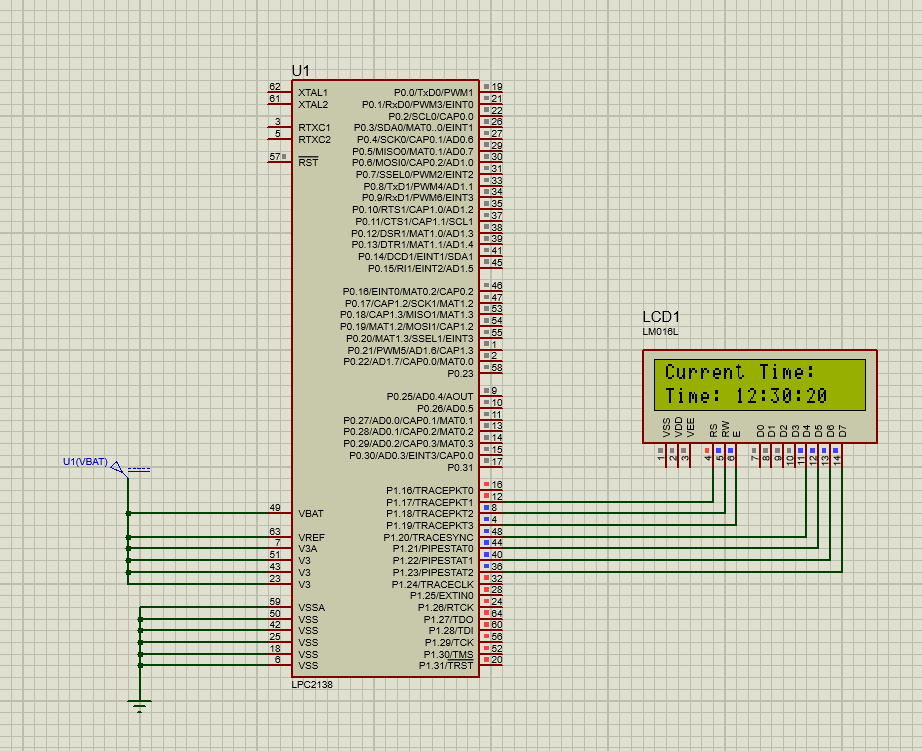 U1
62 XTAL1 P0.0/TxD0/PWM1 19
61 XTAL2 P0.1/RxD0/PWM3/EINT0 21
P0.2/SCL0/CAP0.0 22
3 RTXC1 P0.3/SDA0/MAT0..0/EINT1 26
5 RTXC2 P0.4/SCK0/CAP0.1/AD0.6 27
P0.5/MISO0/MAT0.1/AD0.7 29
57 RST P0.6/MOSI0/CAP0.2/AD1.0 30
P0.7/SSEL0/PWM2/EINT2 31
P0.8/TxD1/PWM4/AD1.1 33
P0.9/RxD1/PWM6/EINT3 34
P0.10/RTS1/CAP1.0/AD1.2 35
P0.11/CTS1/CAP1.1/SCL1 37
P0.12/DSR1/MAT1.0/AD1.3 38
P0.13/DTR1/MAT1.1/AD1.4 39
P0.14/DCD1/EINT1/SDA1 41
P0.15/RI1/EINT2/AD1.5 45
P0.16/EINT0/MAT0.2/CAP0.2 46
P0.17/CAP1.2/SCK1/MAT1.2 47
P0.18/CAP1.3/MISO1/MAT1.3 53
P0.19/MAT1.2/MOSI1/CAP1.2 54
P0.20/MAT1.3/SSEL1/EINT3 55
P0.21/PWM5/AD1.6/CAP1.3 1
P0.22/AD1.7/CAP0.0/MAT0.0 2
P0.23 58
P0.25/AD0.4/AOUT 9
P0.26/AD0.5 10
P0.27/AD0.0/CAP0.1/MAT0.1 11
P0.28/AD0.1/CAP0.2/MAT0.2 13
P0.29/AD0.2/CAP0.3/MAT0.3 14
P0.30/AD0.3/EINT3/CAP0.0 15
P0.31 17
P1.16/TRACEPKT0 16
P1.17/TRACEPKT1 12
49 VBAT P1.18/TRACEPKT2 8
P1.19/TRACEPKT3 4
63 VREF P1.20/TRACESYNC 48
7 V3A P1.21/PIPESTAT0 44
51 V3 P1.22/PIPESTAT1 40
43 V3 P1.23/PIPESTAT2 36
23 V3 P1.24/TRACECLK 32
P1.25/EXTIN0 28
59 VSSA P1.26/RTCK 24
50 VSS P1.27/TDO 64
42 VSS P1.28/TDI 60
25 VSS P1.29/TCK 56
18 VSS P1.30/TMS 52
6 VSS P1.31/TRST 20
LPC2138
U1(VBAT)
LCD1
LM016L
Current Time:
Time: 12:30:20
VSS VDD VEE RS RW E D0 D1 D2 D3 D4 D5 D6 D7
1 2 3 4 5 6 7 8 9 10 11 12 13 14